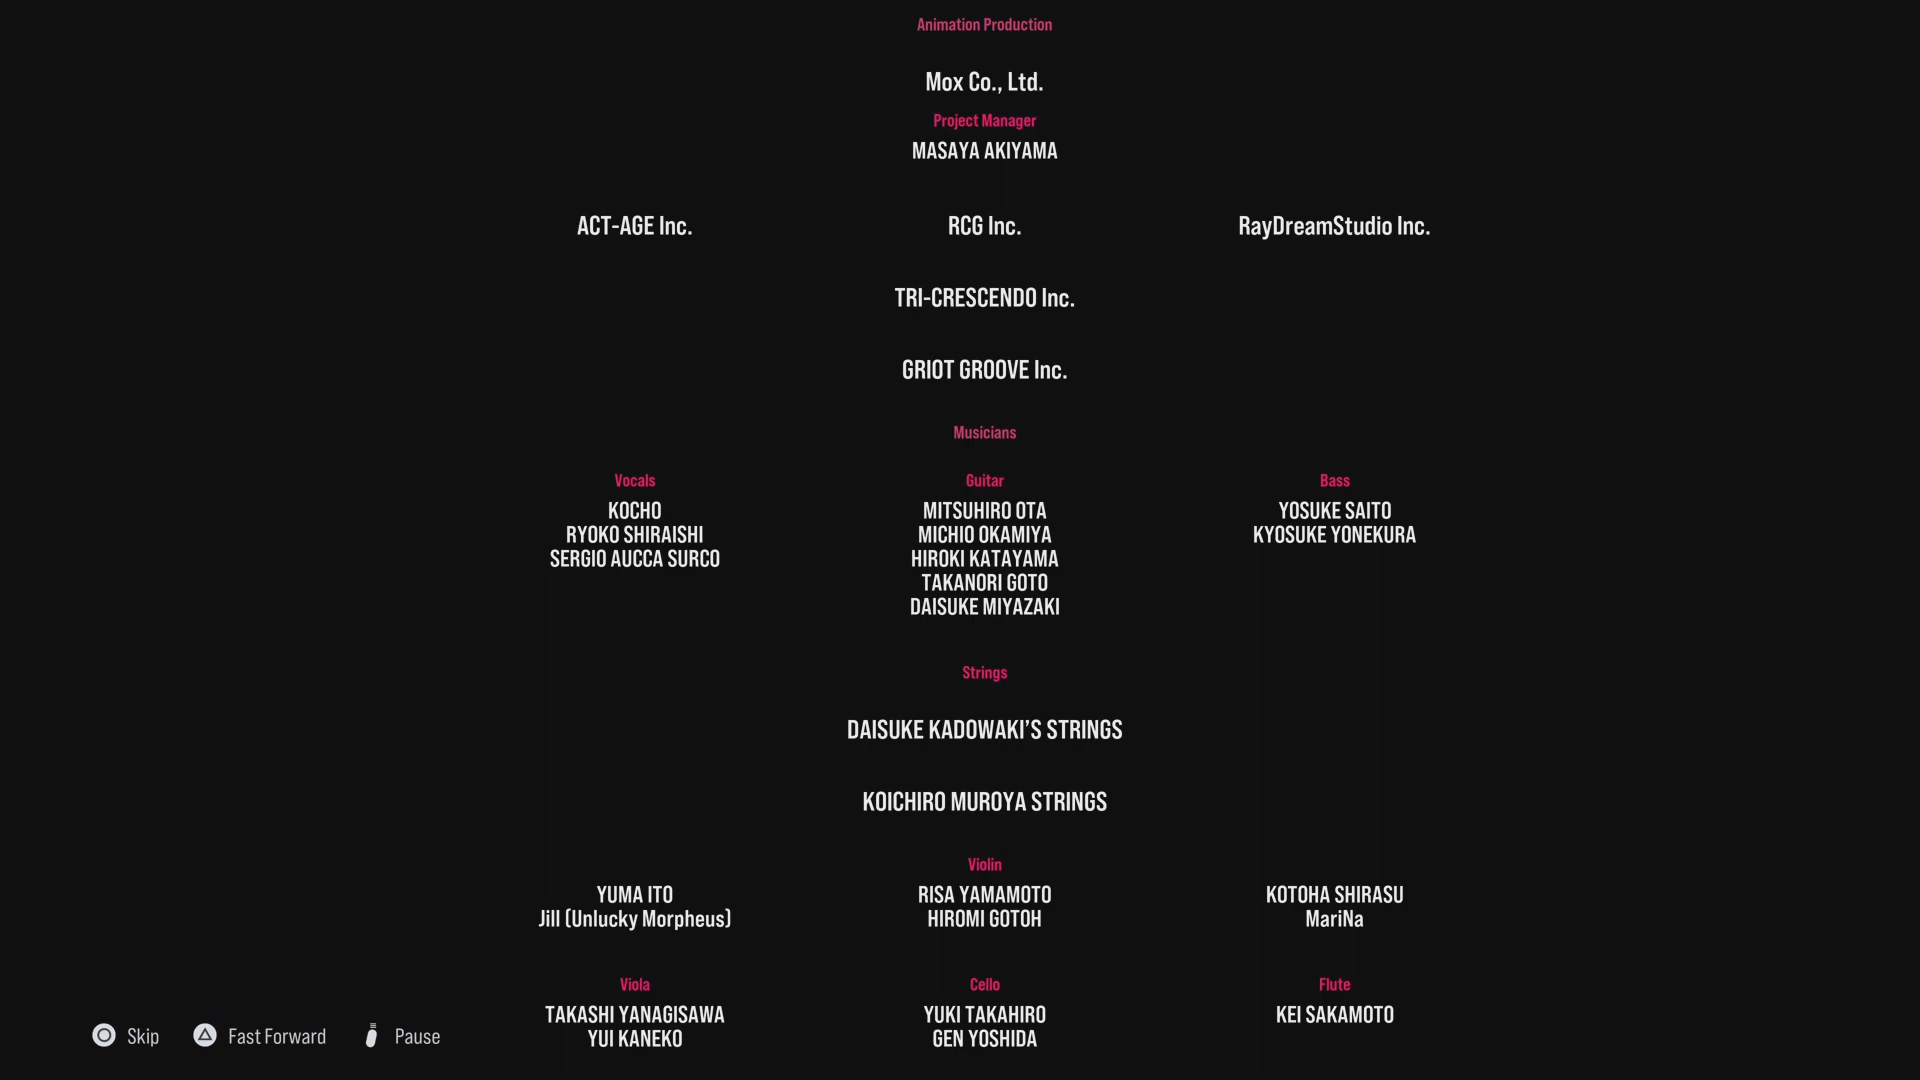 Animation Production
Mox Co., Ltd.
Project Manager
MASAYA AKIYAMA
ACT-AGE Inc.
RCG Inc.
RayDreamStudio Inc.
TRI-CRESCENDO Inc.
GRIOT GROOVE Inc.
Musicians
Vocals
KOCHO
RYOKO SHIRAISHI
SERGIO AUCCA SURCO
Guitar
MITSUHIRO OTA
MICHIO OKAMIYA
HIROKI KATAYAMA
TAKANORI GOTO
DAISUKE MIYAZAKI
Bass
YOSUKE SAITO
KYOSUKE YONEKURA
Strings
DAISUKE KADOWAKI’S STRINGS
KOICHIRO MUROYA STRINGS
Violin
YUMA ITO
Jill (Unlucky Morpheus)
RISA YAMAMOTO
HIROMI GOTOH
KOTOHA SHIRASU
MariNa
Viola
TAKASHI YANAGISAWA
YUI KANEKO
Cello
YUKI TAKAHIRO
GEN YOSHIDA
Flute
KEI SAKAMOTO
Skip
Fast Forward
Pause